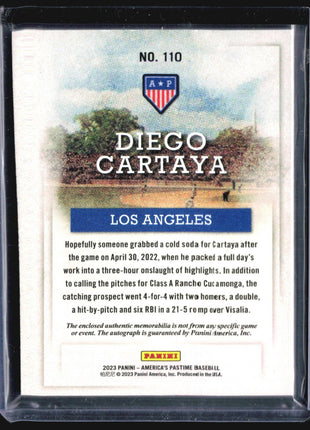 NO. 110
A★P
DIEGO
CARTAYA
LOS ANGELES
Hopefully someone grabbed a cold soda for Cartaya after
the game on April 30, 2022, when he packed a full day's
work into a three-hour onslaught of highlights. In addition
to calling the pitches for Class A Rancho Cucamonga, the
catching prospect went 4-for-4 with two homers, a double,
a hit-by-pitch and six RBI in a 21-5 romp over Visalia.
The enclosed authentic memorabilia is not from any specific game
or event. The autograph is guaranteed by Panini America, Inc.
PANINI
2023 PANINI - AMERICA'S PASTIME BASEBALL
© 2023 Panini America, Inc. Produced in the USA.